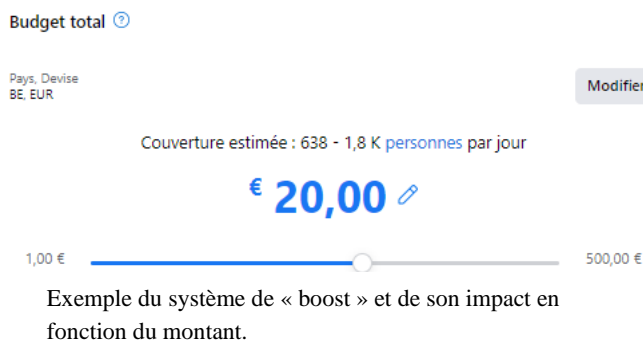 Budget total ?
Pays, Devise
BE, EUR
Modifier
Couverture estimée : 638 - 1,8 K personnes par jour
€ 20,00
1,00 €
500,00 €
Exemple du système de « boost » et de son impact en
fonction du montant.